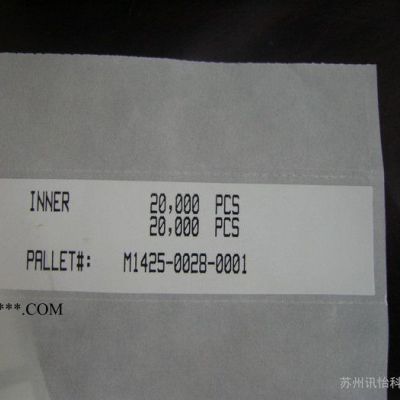 INNER 20,000 PCS
20,000 PCS
PALLET#: M1425-0028-0001
***.COM
苏州讯怡科